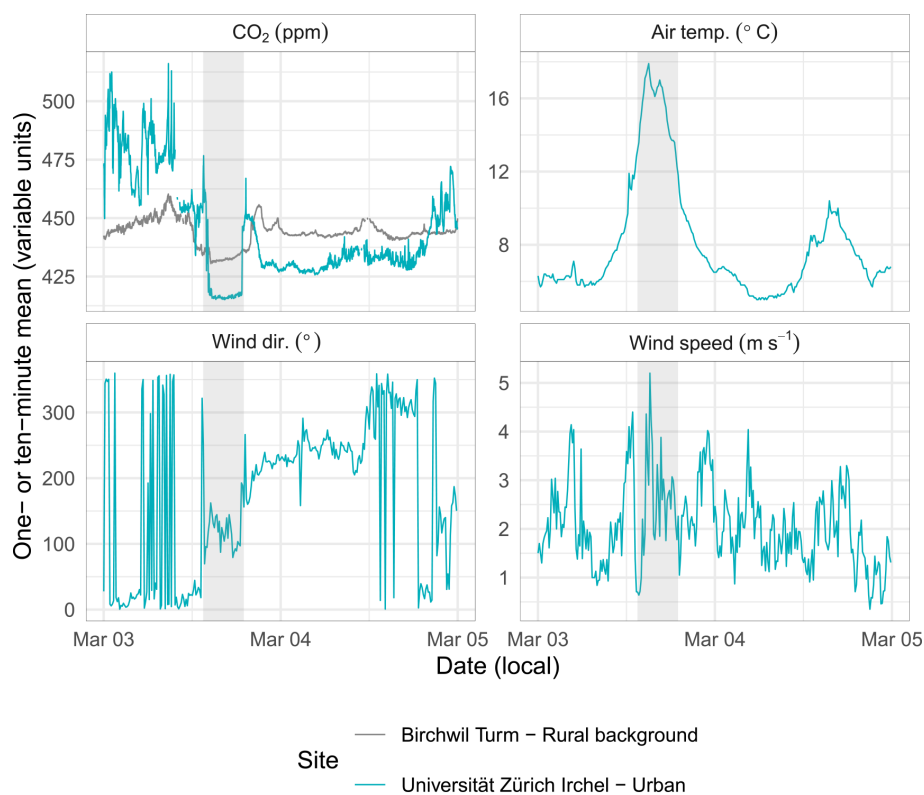 CO₂ (ppm)
Air temp. (° C)
500
475
450
425
16
12
8
Wind dir. (°)
Wind speed (m s⁻¹)
300
200
100
0
5
4
3
2
1
Mar 03
Mar 04
Mar 05
Mar 03
Mar 04
Mar 05
One− or ten−minute mean (variable units)
Date (local)
Site
Birchwil Turm − Rural background
Universität Zürich Irchel − Urban